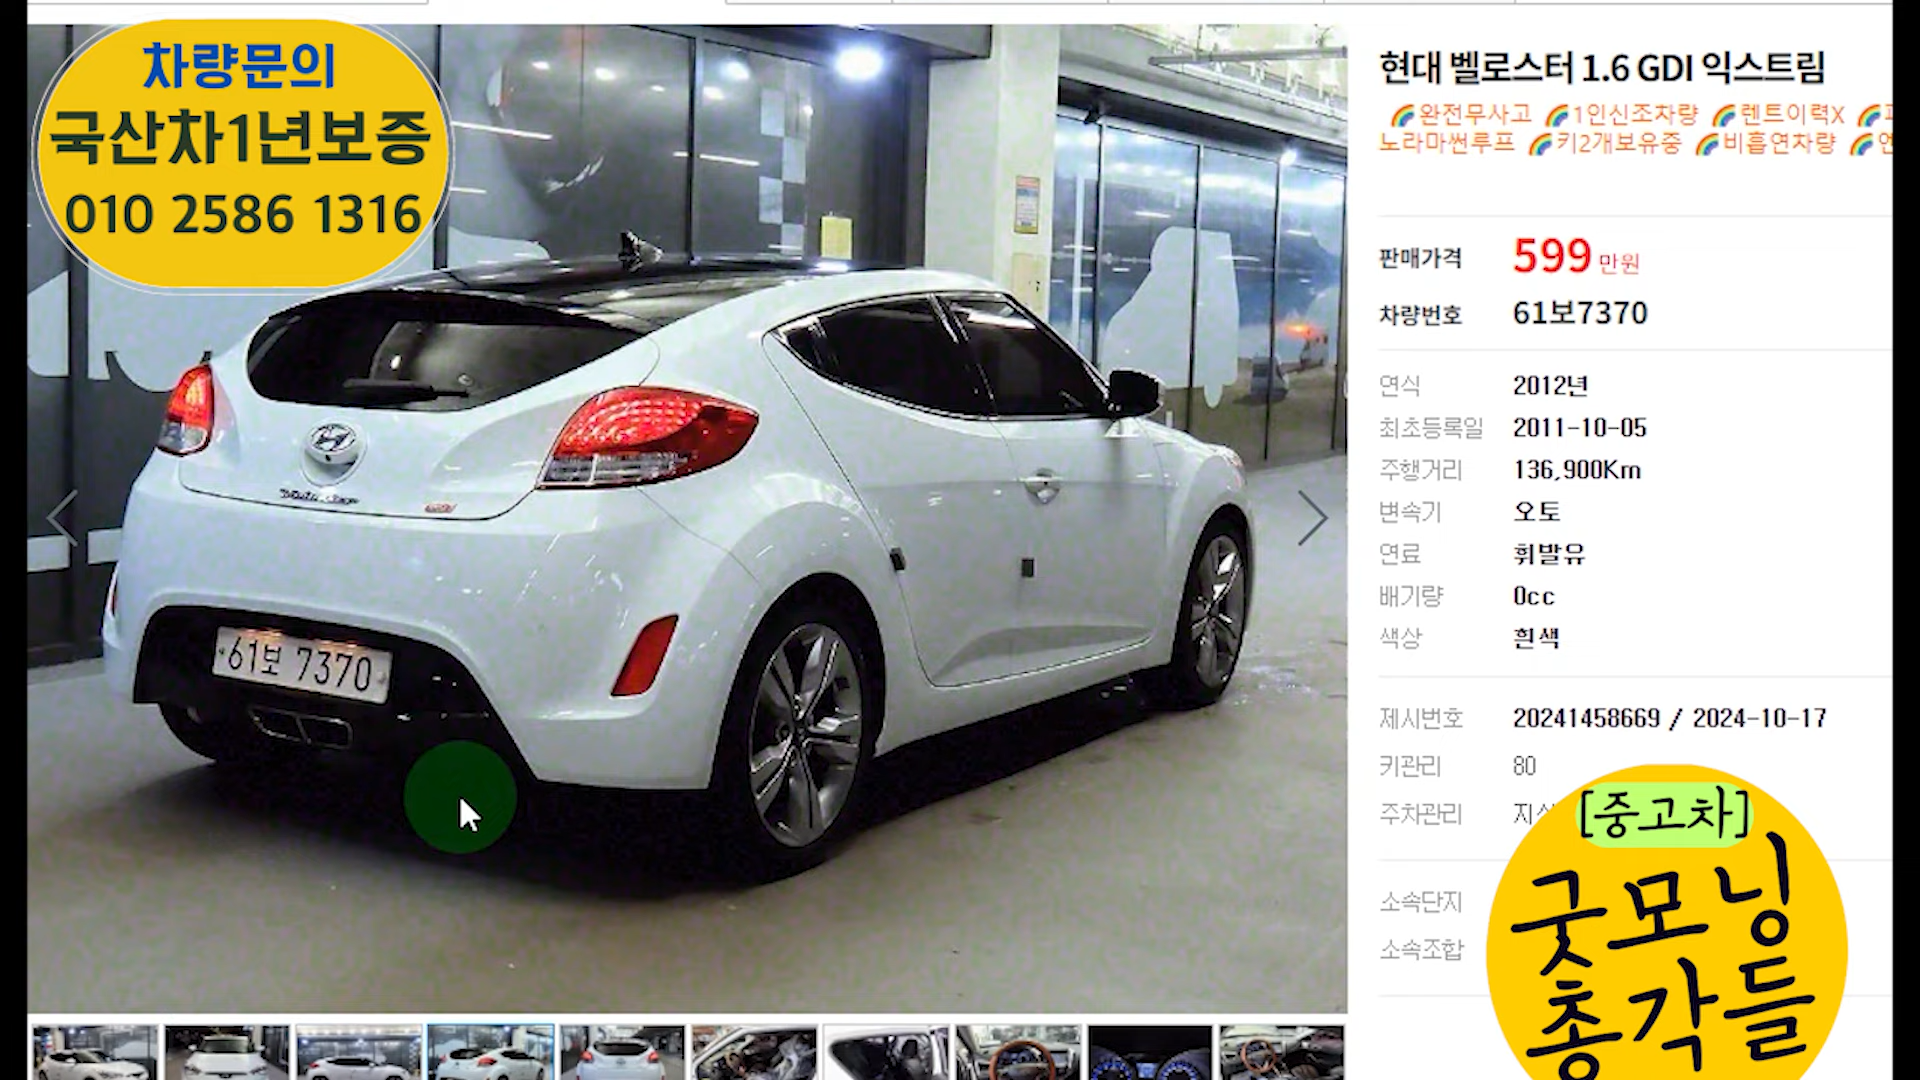 차량문의
국산차1년보증
010 2586 1316
61보 7370
현대 벨로스터 1.6 GDI 익스트림
🌈완전무사고 🌈1인신조차량 🌈렌트이력X 🌈
노라마썬루프 🌈키2개보유중 🌈비흡연차량 🌈
판매가격 599 만원
차량번호 61보7370
연식 2012년
최초등록일 2011-10-05
주행거리 136,900Km
변속기 오토
연료 휘발유
배기량 0cc
색상 흰색
제시번호 20241458669 / 2024-10-17
키관리 80
주차관리
소속단지
소속조합
[중고차]
굿모닝
총각들